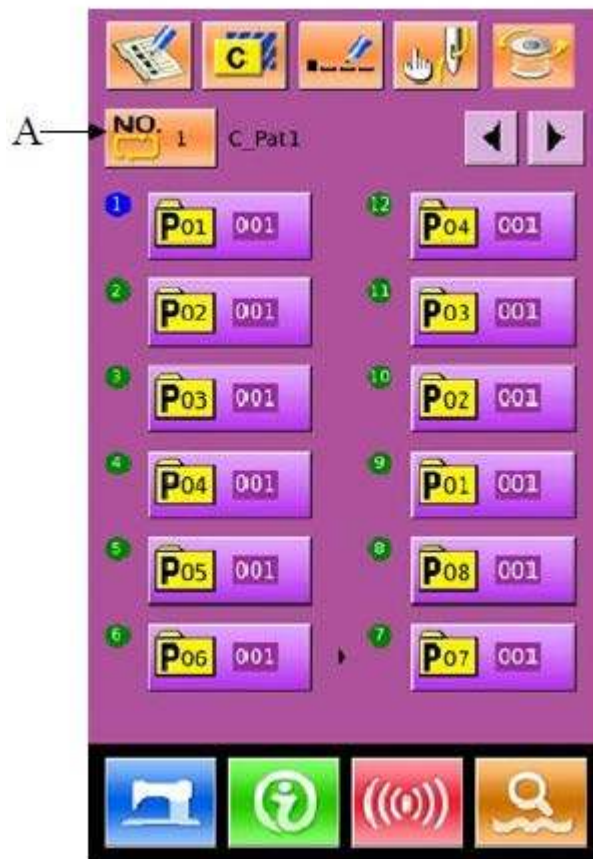 C
A
NO. 1 C_Pat1
1 P01 001 12 P04 001
2 P02 001 11 P03 001
3 P03 001 10 P02 001
4 P04 001 9 P01 001
5 P05 001 8 P08 001
6 P06 001 7 P07 001
i